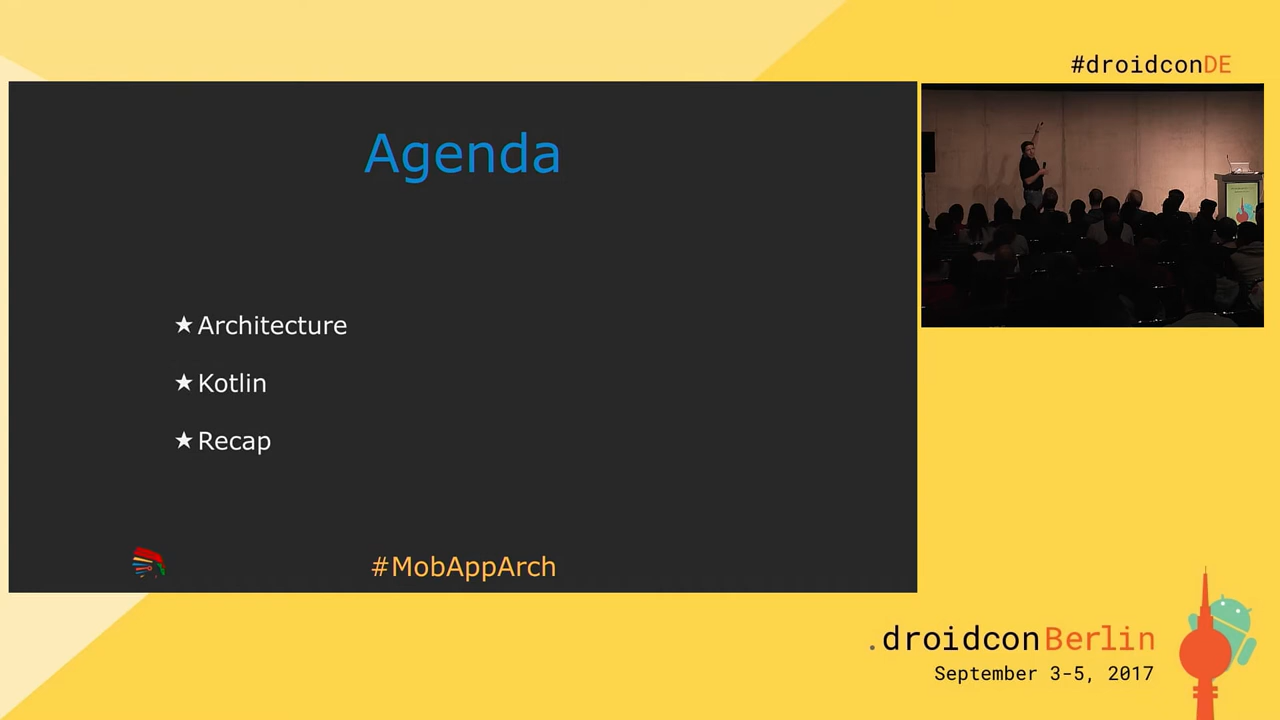 #droidconDE
Agenda
★ Architecture
★ Kotlin
★ Recap
#MobAppArch
.droidconBerlin
September 3-5, 2017